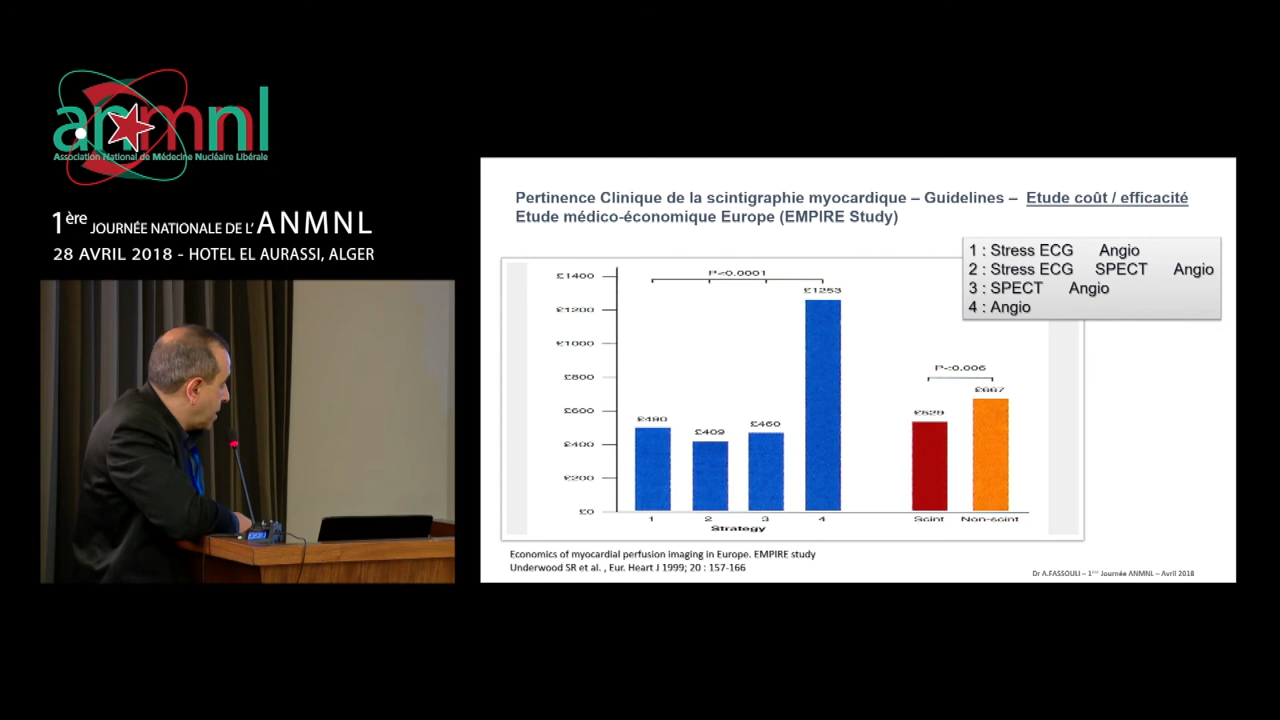 anmnl
Association National de Médecine Nucléaire Libérale
1ère JOURNÉE NATIONALE DE L' ANMNL
28 AVRIL 2018 - HOTEL EL AURASSI, ALGER
Pertinence Clinique de la scintigraphie myocardique – Guidelines – Etude coût / efficacité
Etude médico-économique Europe (EMPIRE Study)
1 : Stress ECG Angio
2 : Stress ECG SPECT Angio
3 : SPECT Angio
4 : Angio
£1400
£1200
£1000
£800
£600
£400
£200
£0
P<0.0001
£490
£409
£460
£1253
P<0.006
£529
£667
1 2 3 4 Scint Non-scint
Strategy
Economics of myocardial perfusion imaging in Europe. EMPIRE study
Underwood SR et al. , Eur. Heart J 1999; 20 : 157-166
Dr A.FASSOULI – 1ère Journée ANMNL – Avril 2018